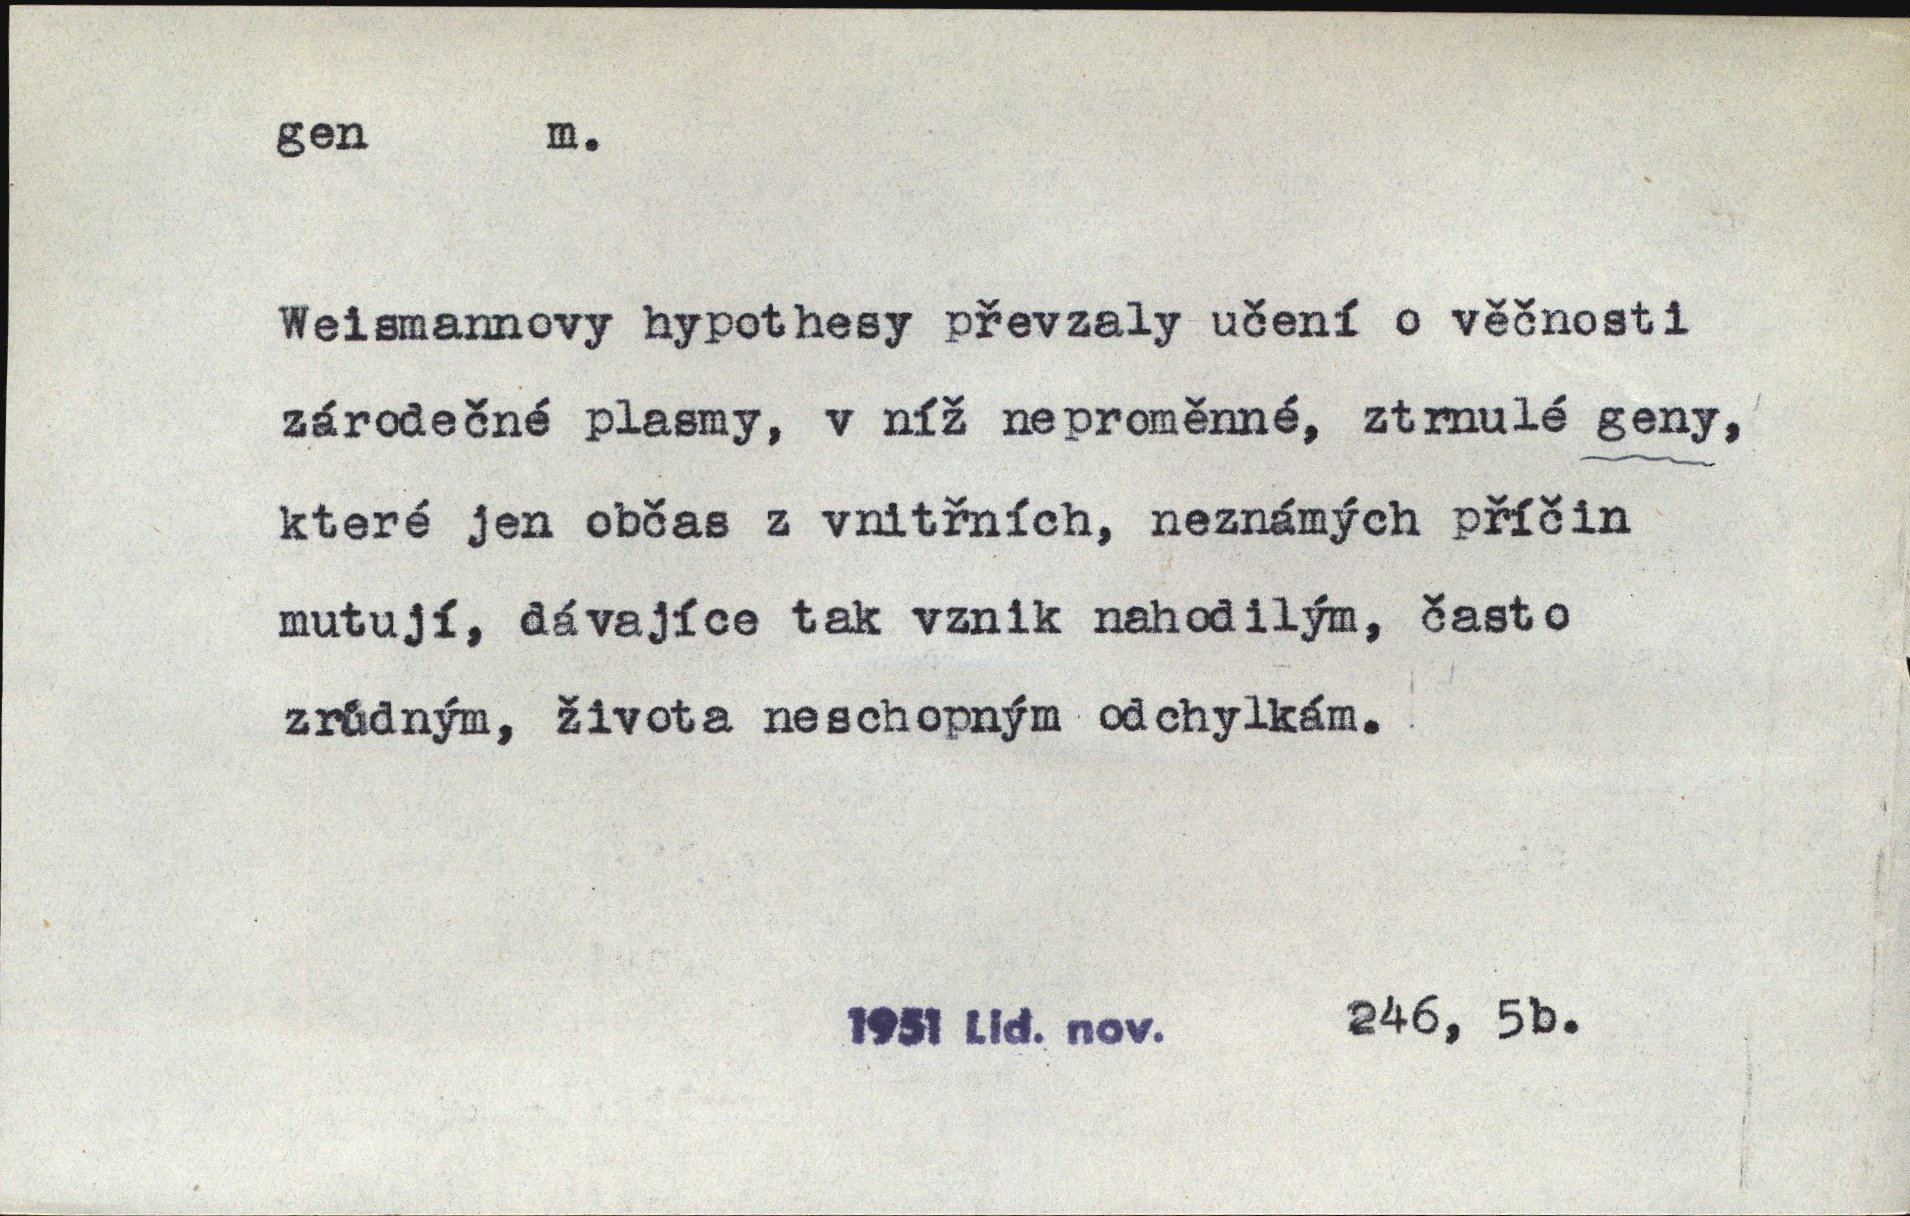 gen m.
Weismannovy hypothesy převzaly učení o věčnosti
zárodečné plasmy, v níž neproměnné, ztrnulé geny,
které jen občas z vnitřních, neznámých příčin
mutují, dávajíce tak vznik nahodilým, často
zrůdným, života neschopným odchylkám.
1951 Lid. nov. 246, 5b.